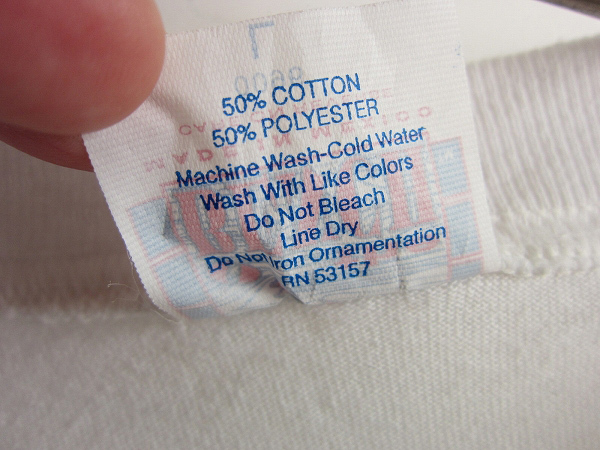 50% COTTON
50% POLYESTER
Machine Wash-Cold Water
Wash With Like Colors
Do Not Bleach
Line Dry
Do Not Iron Ornamentation
RN 53157